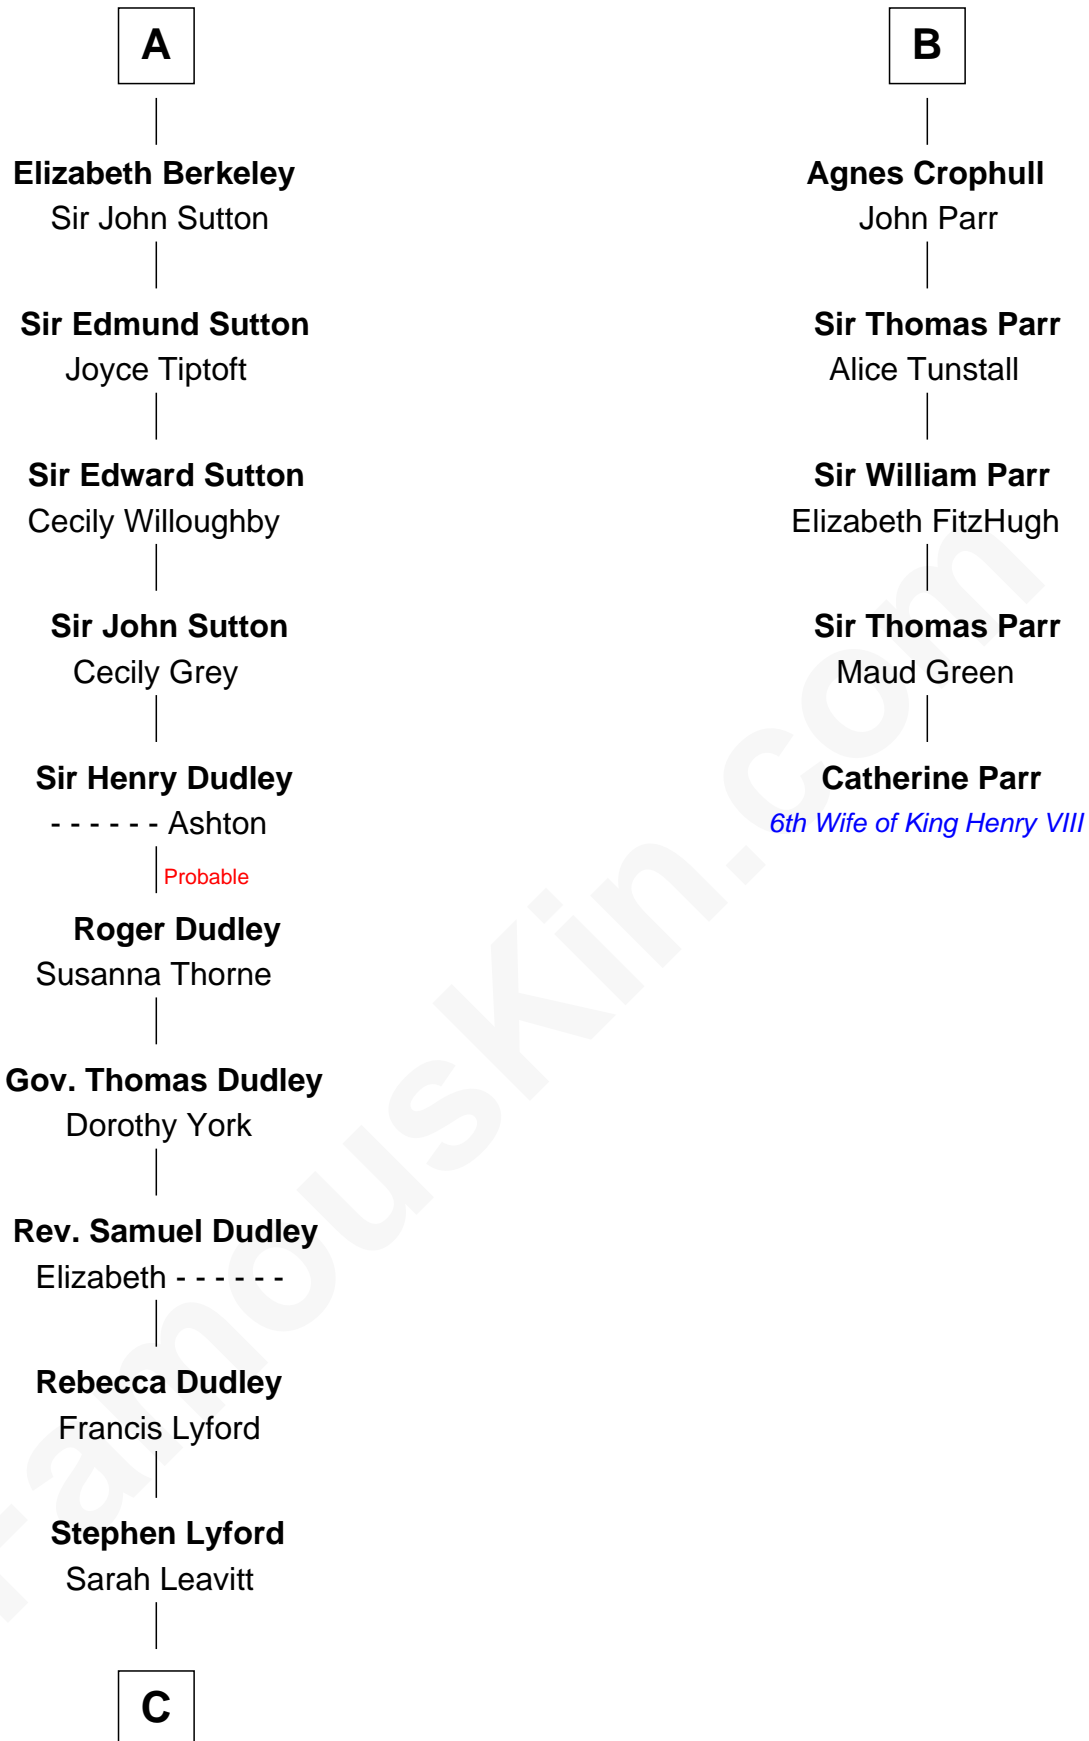 A
Elizabeth Berkeley
Sir John Sutton
Sir Edmund Sutton
Joyce Tiptoft
Sir Edward Sutton
Cecily Willoughby
Sir John Sutton
Cecily Grey
Sir Henry Dudley
- - - - - - Ashton
Probable
Roger Dudley
Susanna Thorne
Gov. Thomas Dudley
Dorothy York
Rev. Samuel Dudley
Elizabeth - - - - - -
Rebecca Dudley
Francis Lyford
Stephen Lyford
Sarah Leavitt
C
B
Agnes Crophull
John Parr
Sir Thomas Parr
Alice Tunstall
Sir William Parr
Elizabeth FitzHugh
Sir Thomas Parr
Maud Green
Catherine Parr
6th Wife of King Henry VIII
FamousKin.com